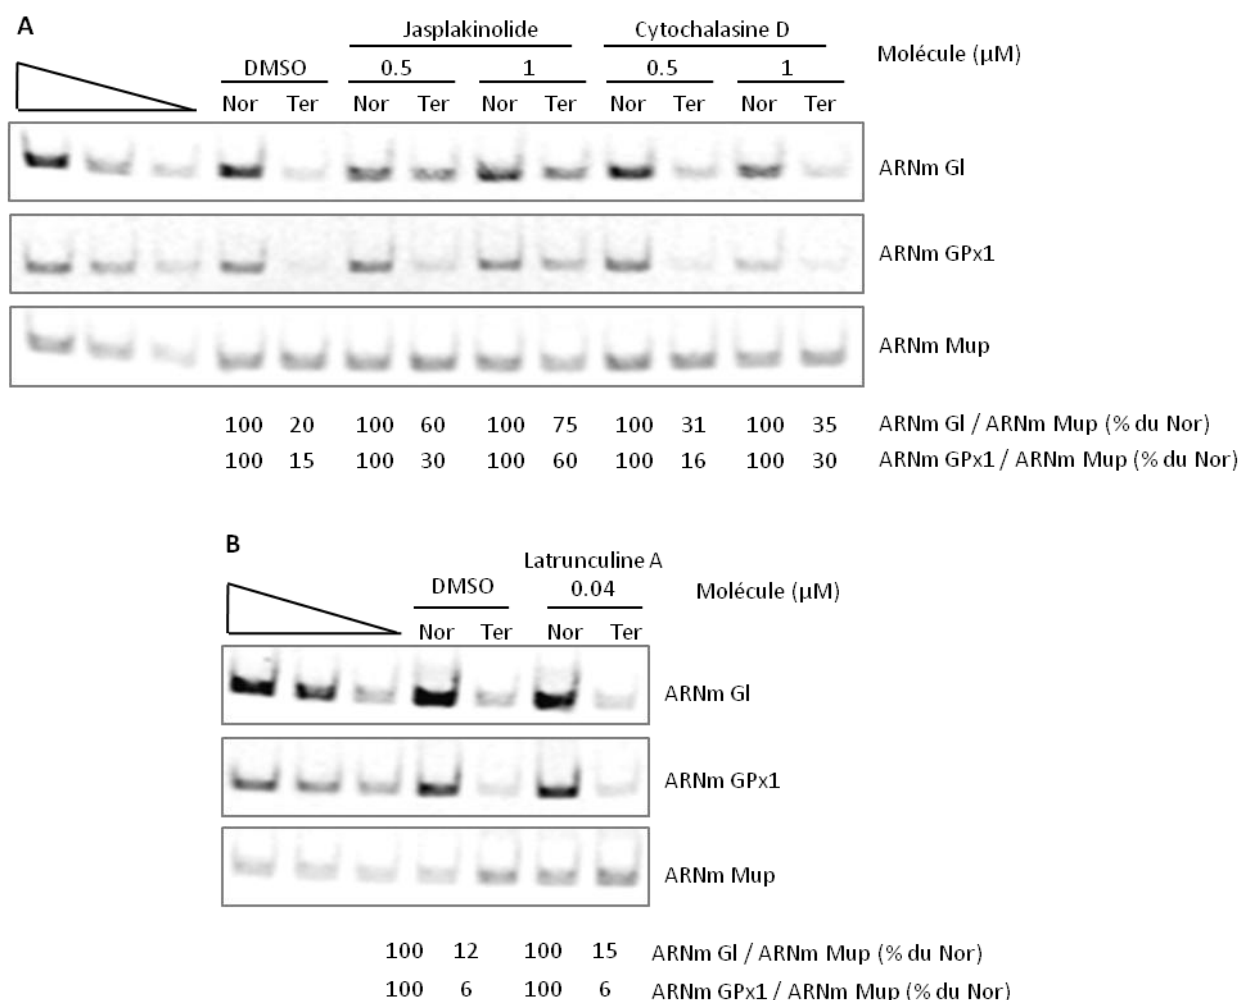 A
Jasplakinolide Cytochalasine D
Molécule (µM)
DMSO 0.5 1 0.5 1
Nor Ter Nor Ter Nor Ter Nor Ter Nor Ter
ARNm Gl
ARNm GPx1
ARNm Mup
100 20 100 60 100 75 100 31 100 35 ARNm Gl / ARNm Mup (% du Nor)
100 15 100 30 100 60 100 16 100 30 ARNm GPx1 / ARNm Mup (% du Nor)
B
Latrunculine A
DMSO 0.04 Molécule (µM)
Nor Ter Nor Ter
ARNm Gl
ARNm GPx1
ARNm Mup
100 12 100 15 ARNm Gl / ARNm Mup (% du Nor)
100 6 100 6 ARNm GPx1 / ARNm Mup (% du Nor)